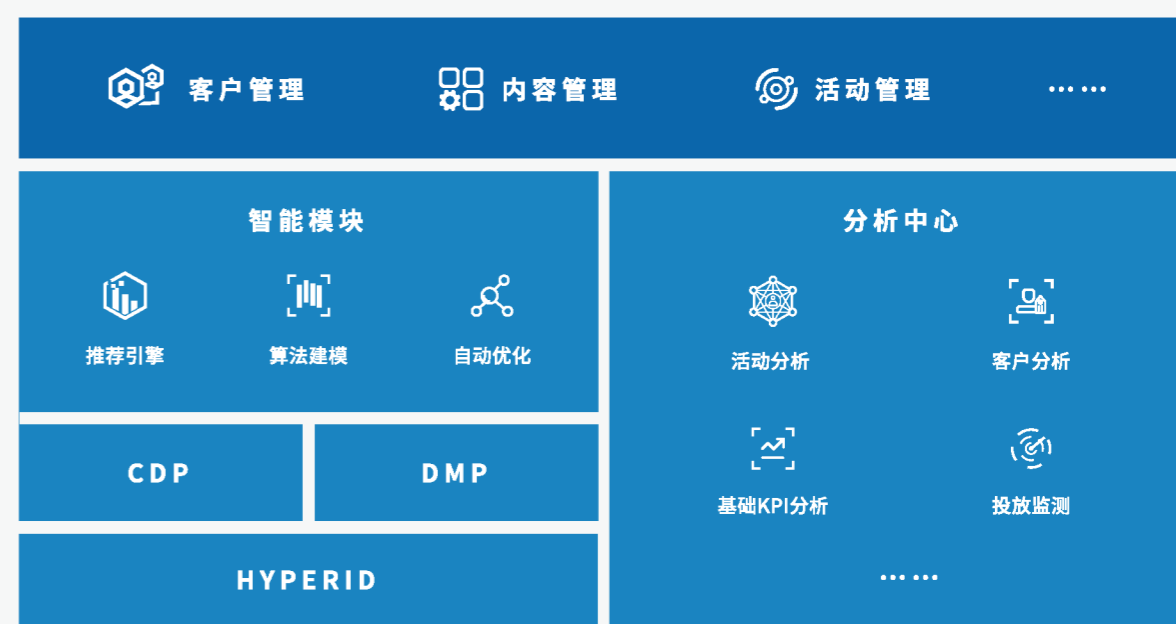 客户管理 内容管理 活动管理 ······
智能模块
推荐引擎 算法建模 自动优化
CDP DMP
HYPERID
分析中心
活动分析 客户分析
基础KPI分析 投放监测
······